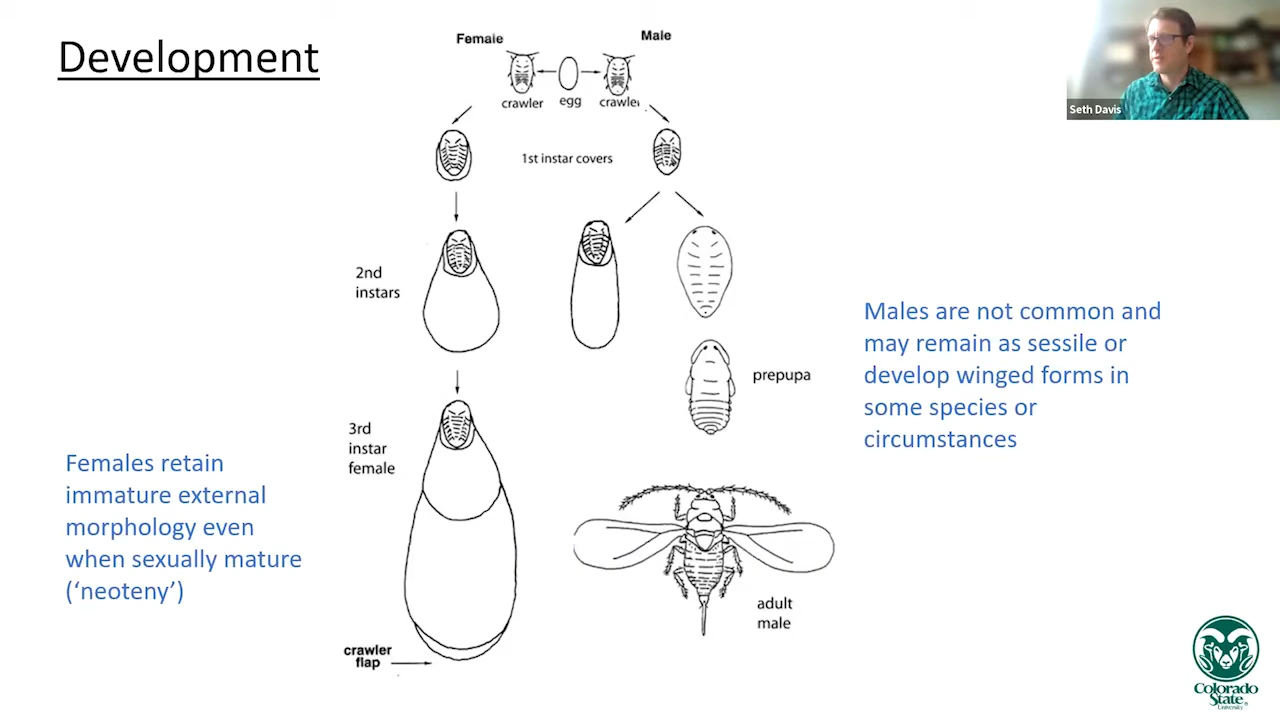 Development
Female
Male
crawler
egg
crawler
1st instar covers
2nd
instars
prepupa
3rd
instar
female
adult
male
crawler
flap
Females retain
immature external
morphology even
when sexually mature
(‘neoteny’)
Males are not common and
may remain as sessile or
develop winged forms in
some species or
circumstances
Seth Davis
Colorado
State
University